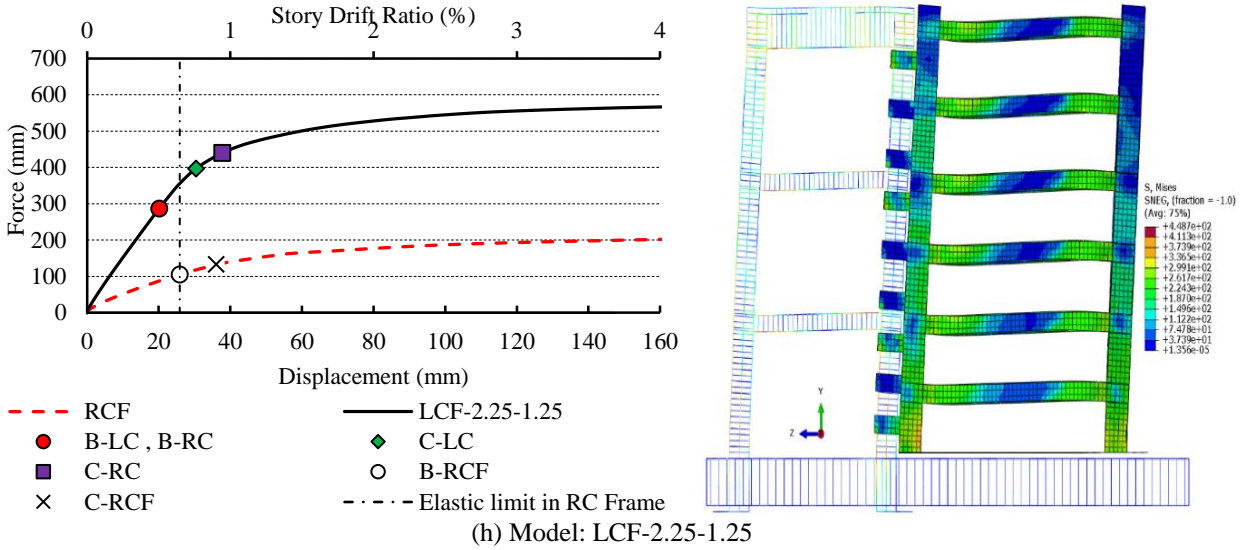 Story Drift Ratio (%)
0 1 2 3 4
700
600
500
400
300
200
100
0
Force (mm)
0 20 40 60 80 100 120 140 160
Displacement (mm)
RCF
LCF-2.25-1.25
B-LC , B-RC
C-LC
C-RC
B-RCF
C-RCF
Elastic limit in RC Frame
S, Mises
SNEG, (fraction = -1.0)
(Avg: 75%)
+4.487e+02
+4.113e+02
+3.739e+02
+3.365e+02
+2.991e+02
+2.617e+02
+2.243e+02
+1.870e+02
+1.496e+02
+1.122e+02
+7.478e+01
+3.739e+01
+1.356e-05
Y
Z
(h) Model: LCF-2.25-1.25